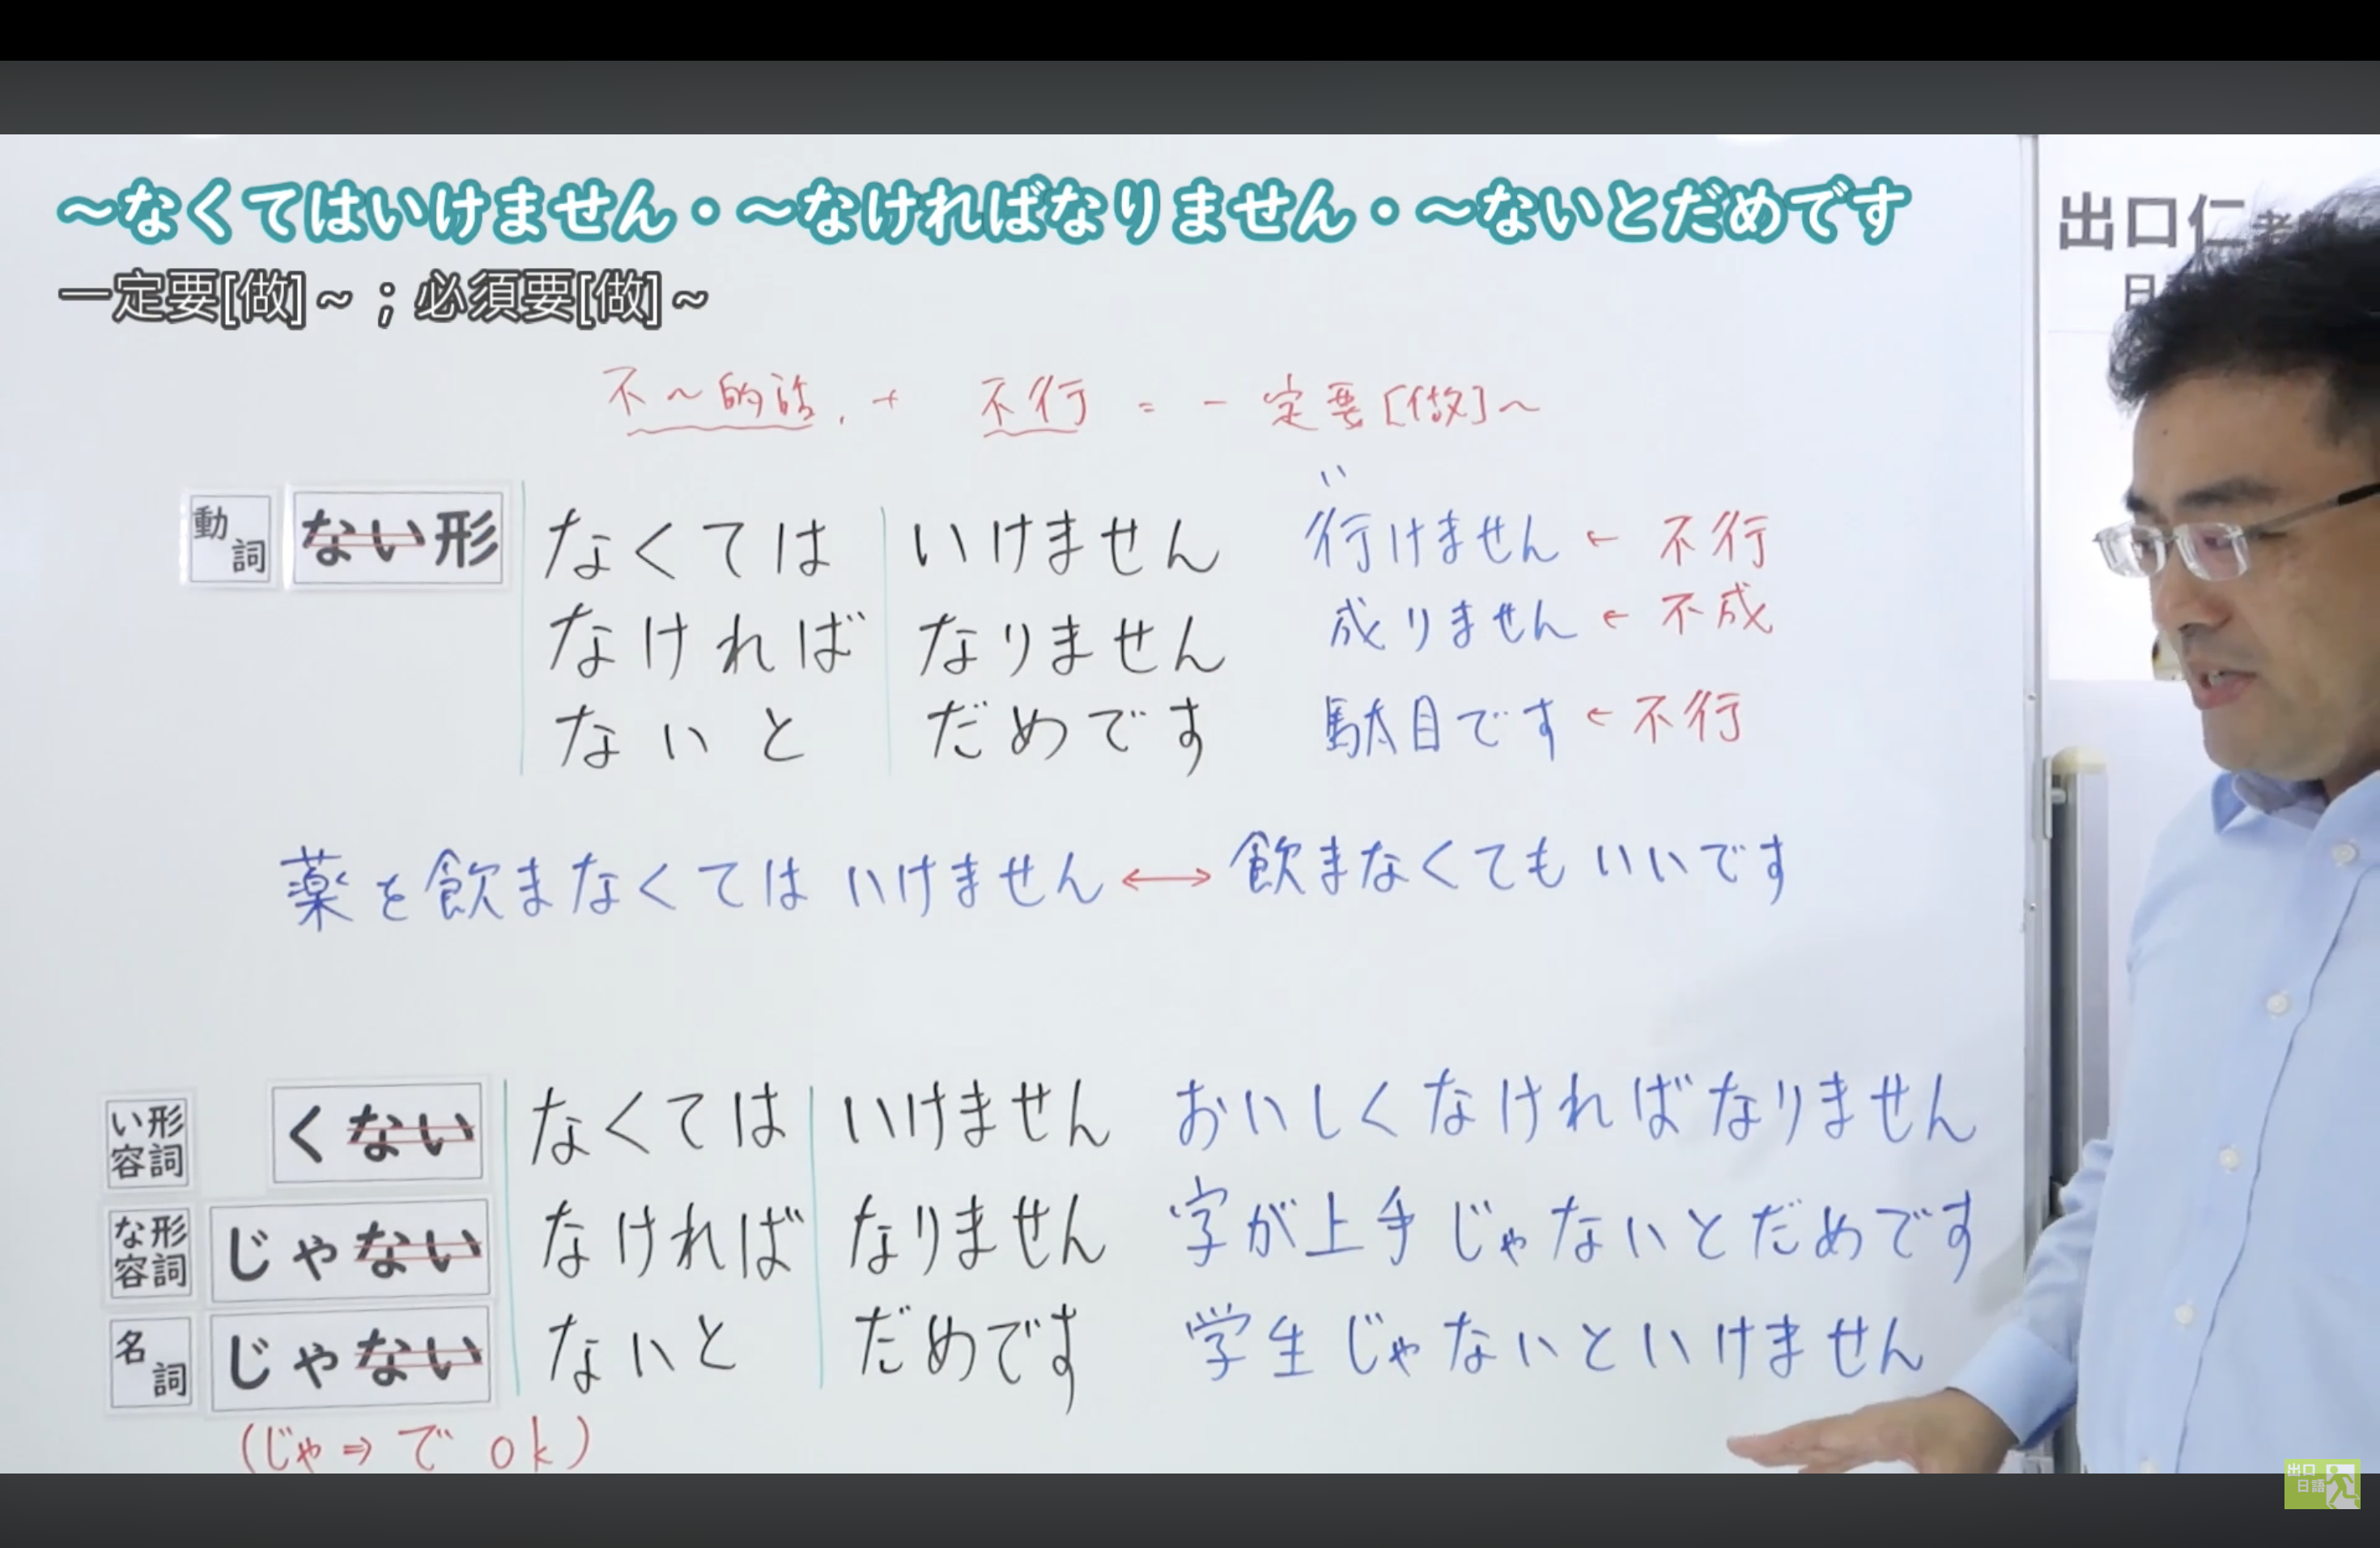 ～なくてはいけません・～なければなりません・～ないとだめです
一定要[做]～；必須要[做]～
出口仁
日
不～的話, + 不行 = 一定要[做]～
動詞 ない形 なくては いけません 行けません ← 不行
い
なければ なりません 成りません ← 不成
ないと だめです 駄目です ← 不行
薬を飲まなくては いけません ↔ 飲まなくても いいです
い形容詞 くない なくては いけません おいしくなければなりません
な形容詞 じゃない なければ なりません 字が上手じゃないとだめです
名詞 じゃない ないと だめです 学生じゃないといけません
(じゃ ⇒ で ok)
出口
日語